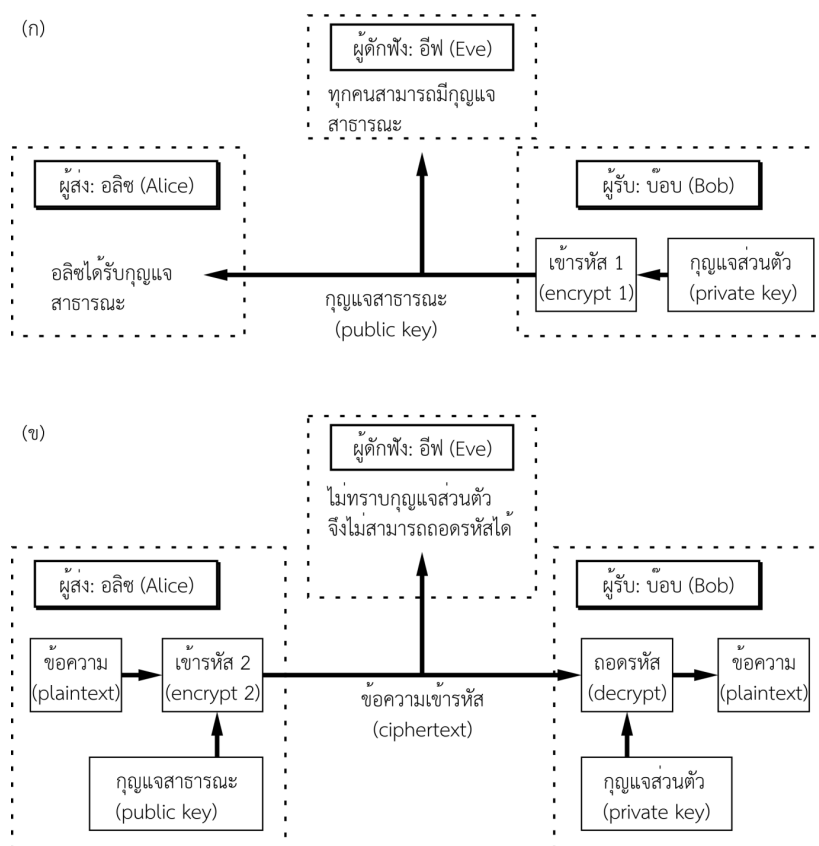 (ก)
ผู้ดักฟัง: อีฟ (Eve)
ทุกคนสามารถมีกุญแจ
สาธารณะ
ผู้ส่ง: อลิซ (Alice)
อลิซได้รับกุญแจ
สาธารณะ
กุญแจสาธารณะ
(public key)
ผู้รับ: บ๊อบ (Bob)
เข้ารหัส 1
(encrypt 1)
กุญแจส่วนตัว
(private key)
(ข)
ผู้ดักฟัง: อีฟ (Eve)
ไม่ทราบกุญแจส่วนตัว
จึงไม่สามารถถอดรหัสได้
ผู้ส่ง: อลิซ (Alice)
ข้อความ
(plaintext)
เข้ารหัส 2
(encrypt 2)
กุญแจสาธารณะ
(public key)
ข้อความเข้ารหัส
(ciphertext)
ผู้รับ: บ๊อบ (Bob)
ถอดรหัส
(decrypt)
ข้อความ
(plaintext)
กุญแจส่วนตัว
(private key)